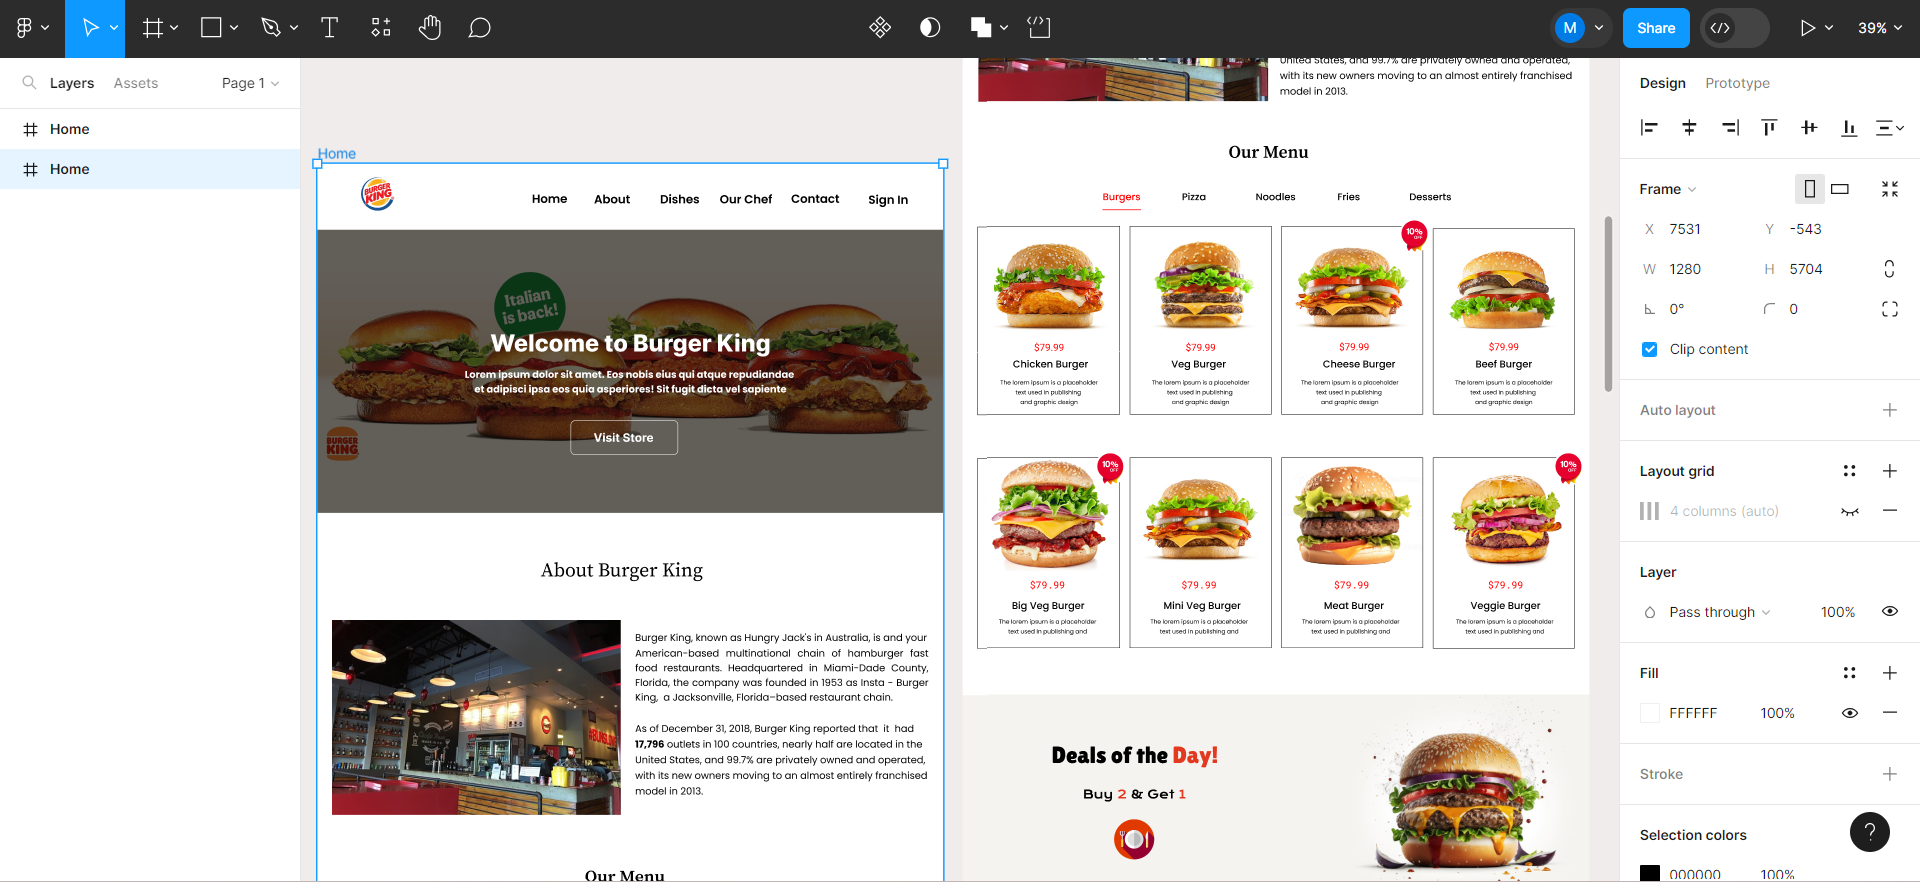 M
Share
39%
Layers
Assets
Page 1
Home
Home
Home
BURGER
KING
Home
About
Dishes
Our Chef
Contact
Sign In
Italian
is back!
Welcome to Burger King
Lorem ipsum dolor sit amet. Eos nobis eius qui atque repudiandae
et adipisci ipsa eos quia asperiores! Sit fugit dicta vel sapiente
Visit Store
BURGER
KING
About Burger King
Burger King, known as Hungry Jack's in Australia, is and your
American-based multinational chain of hamburger fast
food restaurants. Headquartered in Miami-Dade County,
Florida, the company was founded in 1953 as Insta - Burger
King, a Jacksonville, Florida–based restaurant chain.
As of December 31, 2018, Burger King reported that it had
17,796 outlets in 100 countries, nearly half are located in the
United States, and 99.7% are privately owned and operated,
with its new owners moving to an almost entirely franchised
model in 2013.
Our Menu
United States, and 99.7% are privately owned and operated,
with its new owners moving to an almost entirely franchised
model in 2013.
Our Menu
Burgers
Pizza
Noodles
Fries
Desserts
10%
OFF
$79.99
Chicken Burger
The lorem ipsum is a placeholder
text used in publishing
and graphic design
$79.99
Veg Burger
The lorem ipsum is a placeholder
text used in publishing
and graphic design
$79.99
Cheese Burger
The lorem ipsum is a placeholder
text used in publishing
and graphic design
$79.99
Beef Burger
The lorem ipsum is a placeholder
text used in publishing
and graphic design
10%
OFF
10%
OFF
$79.99
Big Veg Burger
The lorem ipsum is a placeholder
text used in publishing and
$79.99
Mini Veg Burger
The lorem ipsum is a placeholder
text used in publishing and
$79.99
Meat Burger
The lorem ipsum is a placeholder
text used in publishing and
$79.99
Veggie Burger
The lorem ipsum is a placeholder
text used in publishing and
Deals of the Day!
Buy 2 & Get 1
Design
Prototype
Frame
X 7531
Y -543
W 1280
H 5704
0°
0
Clip content
Auto layout
Layout grid
4 columns (auto)
Layer
Pass through
100%
Fill
FFFFFF
100%
Stroke
Selection colors
000000
100%
?